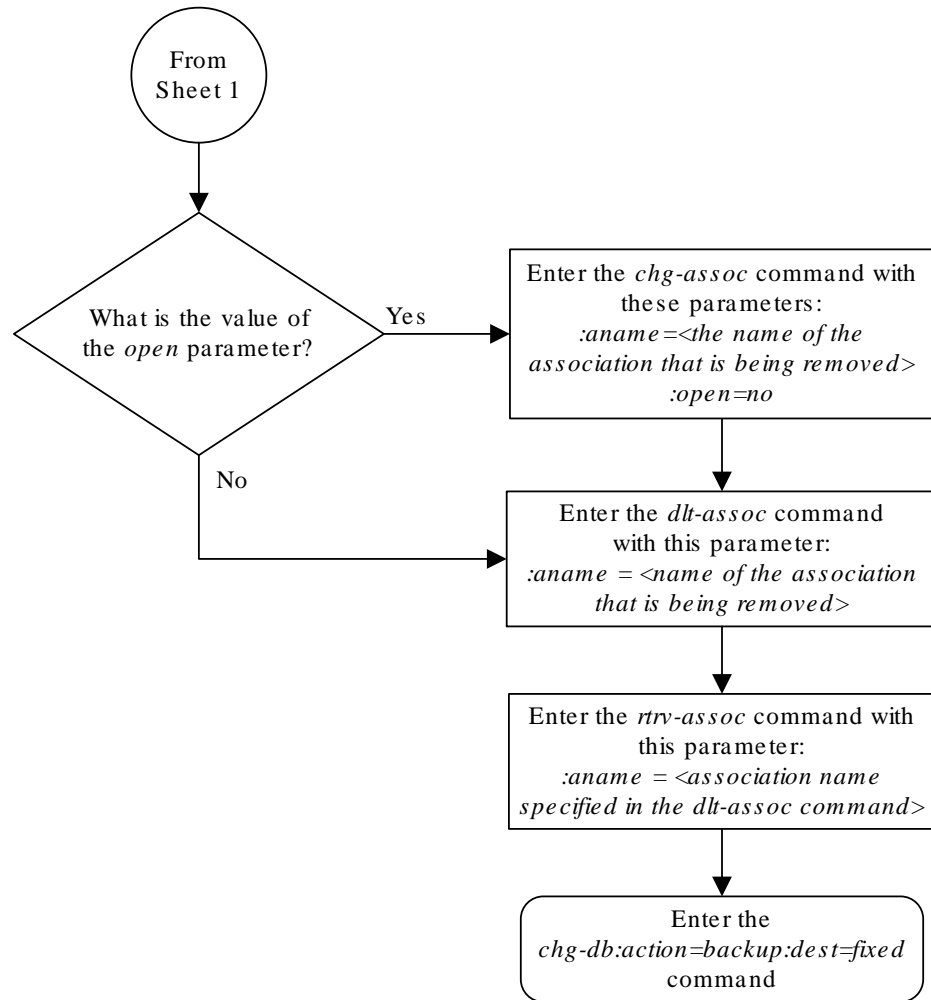 From
Sheet 1
What is the value of
the open parameter?
Yes
No
Enter the chg-assoc command with
these parameters:
:aname=<the name of the
association that is being removed>
:open=no
Enter the dlt-assoc command
with this parameter:
:aname = <name of the association
that is being removed>
Enter the rtrv-assoc command with
this parameter:
:aname = <association name
specified in the dlt-assoc command>
Enter the
chg-db:action=backup:dest=fixed
command